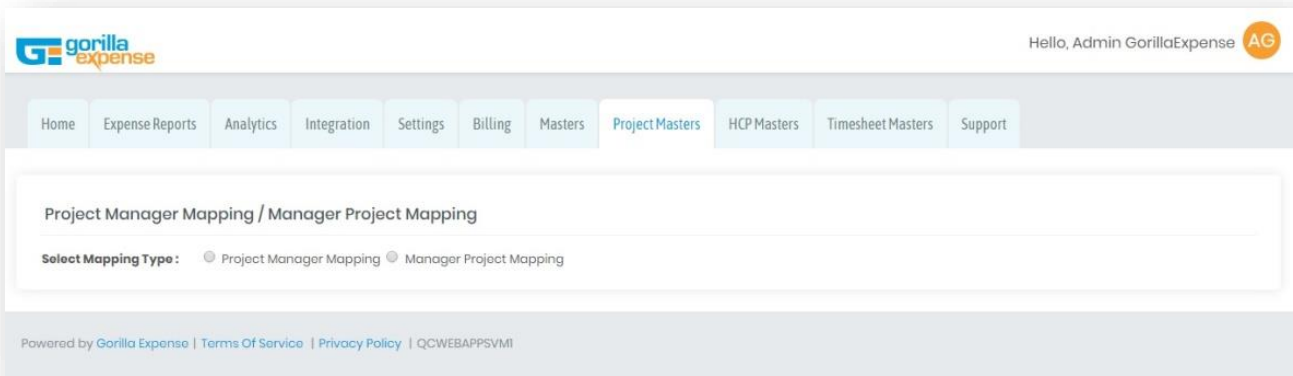 GE gorilla
expense
Hello, Admin GorillaExpense AG
Home Expense Reports Analytics Integration Settings Billing Masters Project Masters HCP Masters Timesheet Masters Support
Project Manager Mapping / Manager Project Mapping
Select Mapping Type : Project Manager Mapping Manager Project Mapping
Powered by Gorilla Expense | Terms Of Service | Privacy Policy | QCWEBAPPSVM1